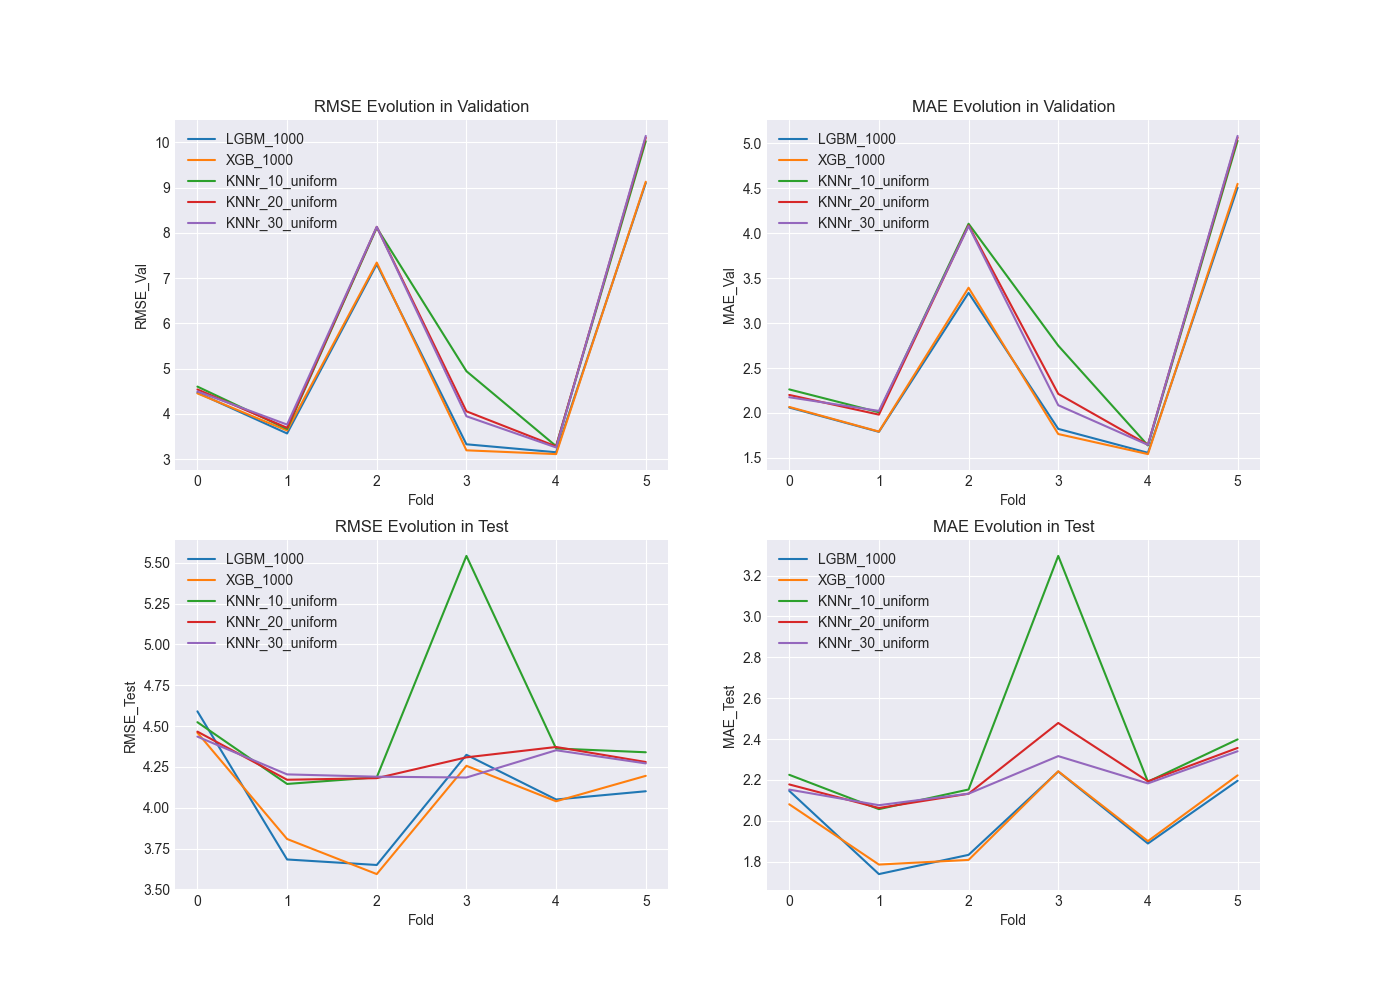 RMSE Evolution in Validation
10
9
8
7
6
5
4
3
RMSE_Val
LGBM_1000
XGB_1000
KNNr_10_uniform
KNNr_20_uniform
KNNr_30_uniform
0 1 2 3 4 5
Fold
MAE Evolution in Validation
5.0
4.5
4.0
3.5
3.0
2.5
2.0
1.5
MAE_Val
LGBM_1000
XGB_1000
KNNr_10_uniform
KNNr_20_uniform
KNNr_30_uniform
0 1 2 3 4 5
Fold
RMSE Evolution in Test
5.50
5.25
5.00
4.75
4.50
4.25
4.00
3.75
3.50
RMSE_Test
LGBM_1000
XGB_1000
KNNr_10_uniform
KNNr_20_uniform
KNNr_30_uniform
0 1 2 3 4 5
Fold
MAE Evolution in Test
3.2
3.0
2.8
2.6
2.4
2.2
2.0
1.8
MAE_Test
LGBM_1000
XGB_1000
KNNr_10_uniform
KNNr_20_uniform
KNNr_30_uniform
0 1 2 3 4 5
Fold